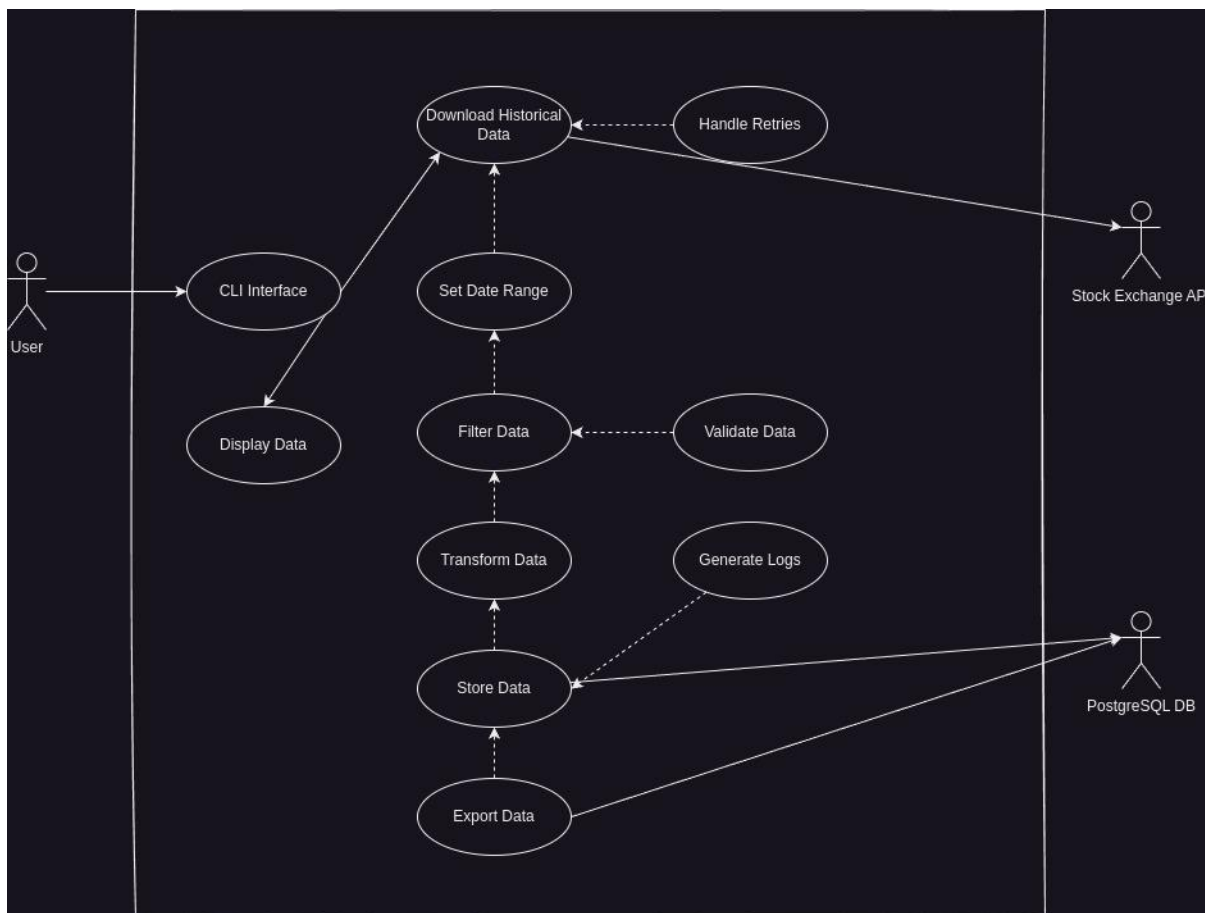 Download Historical
Data
Handle Retries
CLI Interface
Set Date Range
Stock Exchange AP
User
Display Data
Filter Data
Validate Data
Transform Data
Generate Logs
Store Data
PostgreSQL DB
Export Data